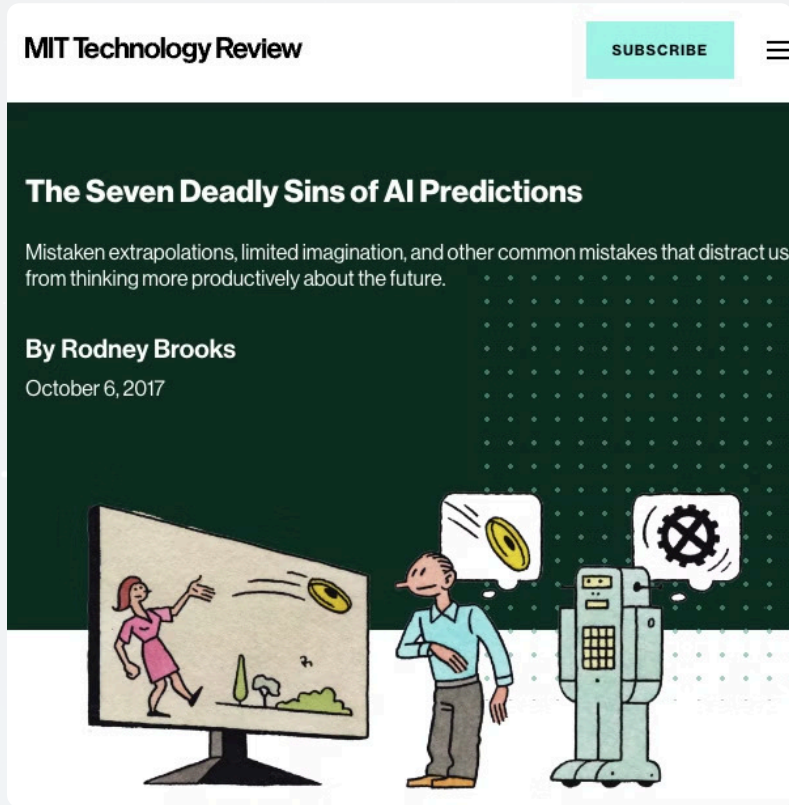 MIT Technology Review
SUBSCRIBE
The Seven Deadly Sins of AI Predictions
Mistaken extrapolations, limited imagination, and other common mistakes that distract us
from thinking more productively about the future.
By Rodney Brooks
October 6, 2017